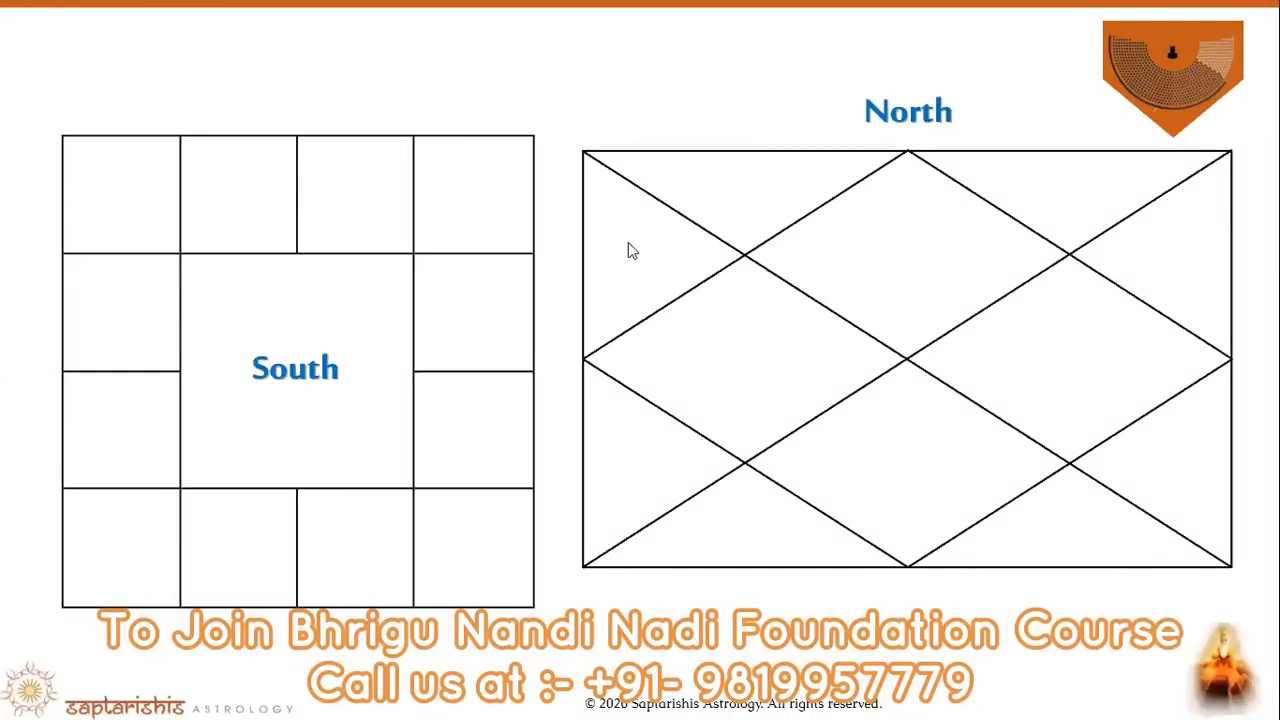 North
South
To Join Bhrigu Nandi Nadi Foundation Course
Call us at :- +91- 9819957779
saptarishis ASTROLOGY
© 2020 Saptarishis Astrology. All rights reserved.